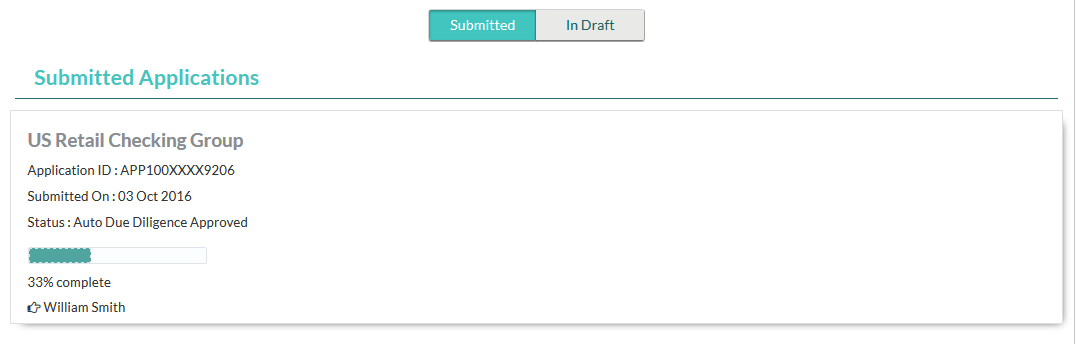 Submitted In Draft
Submitted Applications
US Retail Checking Group
Application ID : APP100XXXX9206
Submitted On : 03 Oct 2016
Status : Auto Due Diligence Approved
33% complete
William Smith